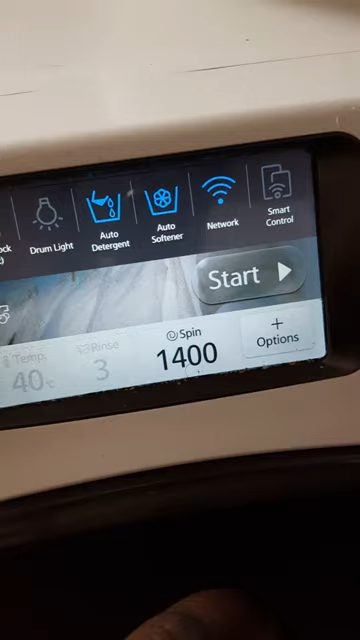 Drum Light
Auto
Detergent
Auto
Softener
Network
Smart
Control
Start
Temp.
40℃
Rinse
3
Spin
1400
+
Options